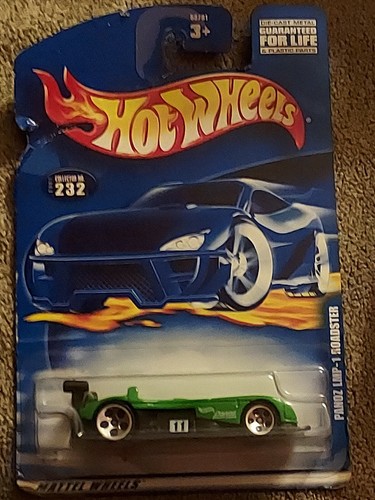 50781
3+
DIE-CAST METAL
GUARANTEED
FOR LIFE
& PLASTIC PARTS
HOT WHEELS
COLLECTOR NO.
232
PANOZ LMP-1 ROADSTER
11
MATTEL WHEELS